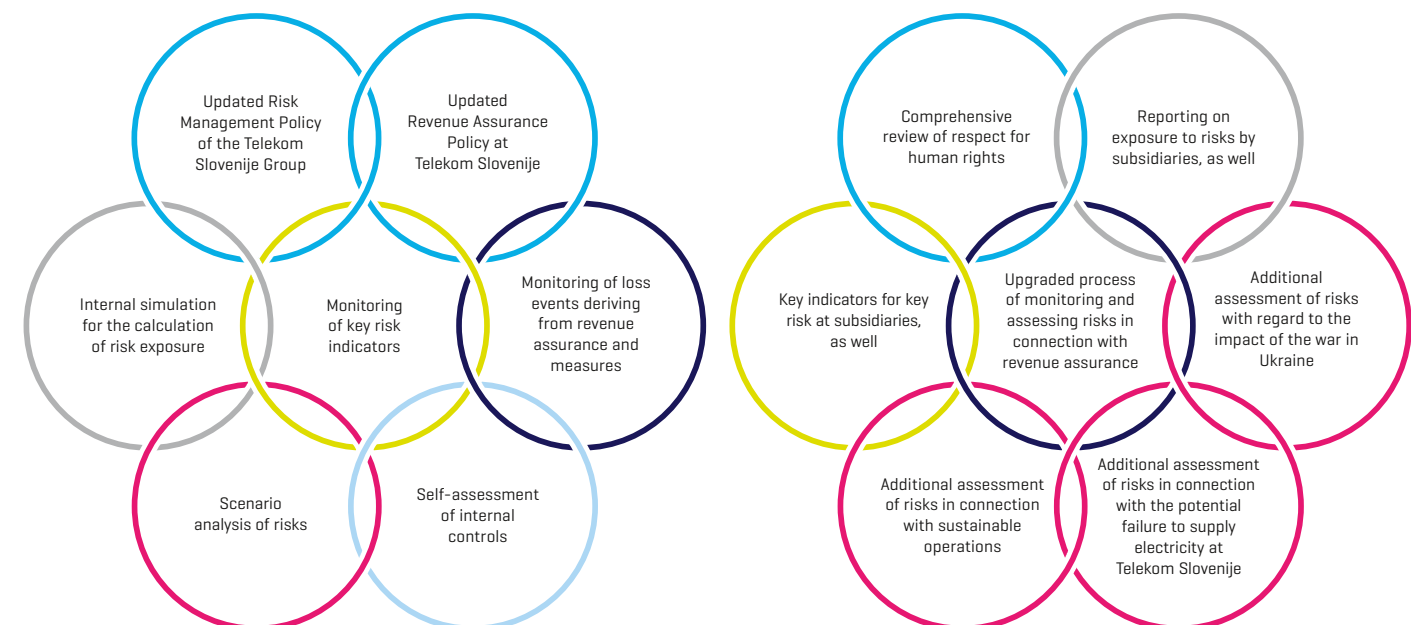 Updated Risk
Management Policy
of the Telekom
Slovenije Group
Updated
Revenue Assurance
Policy at
Telekom Slovenije
Internal simulation
for the calculation
of risk exposure
Monitoring
of key risk
indicators
Monitoring of loss
events deriving
from revenue
assurance and
measures
Scenario
analysis of risks
Self-assessment
of internal
controls
Comprehensive
review of respect for
human rights
Reporting on
exposure to risks by
subsidiaries, as well
Key indicators for key
risk at subsidiaries,
as well
Upgraded process
of monitoring and
assessing risks in
connection with
revenue assurance
Additional
assessment of risks
with regard to the
impact of the war in
Ukraine
Additional assessment
of risks in connection
with sustainable
operations
Additional assessment
of risks in connection
with the potential
failure to supply
electricity at
Telekom Slovenije